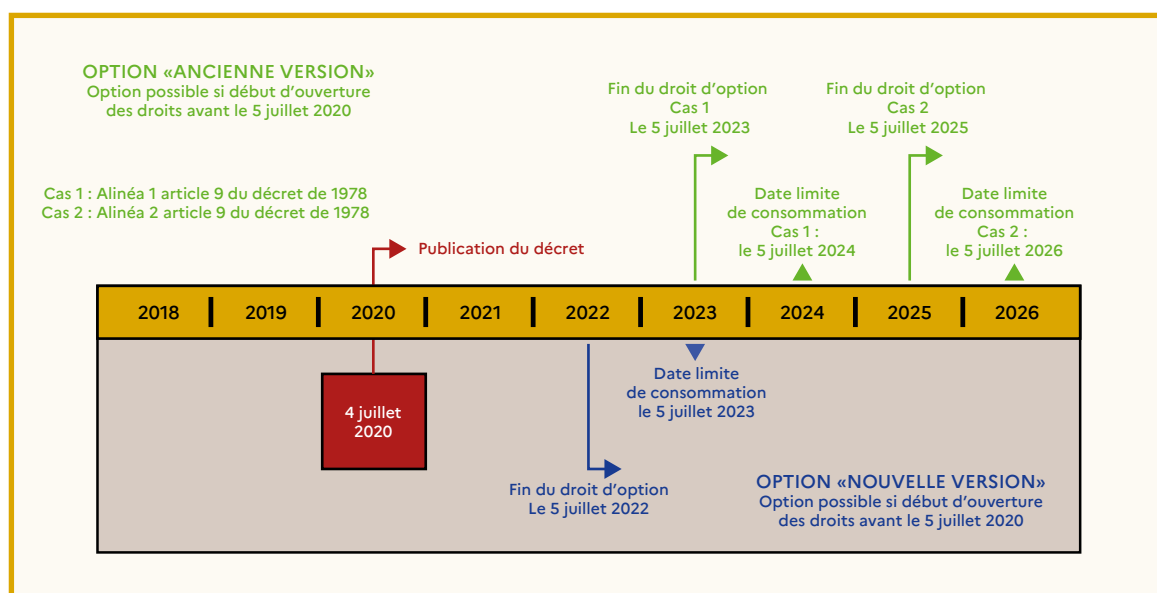 OPTION «ANCIENNE VERSION»
Option possible si début d'ouverture
des droits avant le 5 juillet 2020
Fin du droit d'option
Cas 1
Le 5 juillet 2023
Fin du droit d'option
Cas 2
Le 5 juillet 2025
Cas 1 : Alinéa 1 article 9 du décret de 1978
Cas 2 : Alinéa 2 article 9 du décret de 1978
Date limite
de consommation
Cas 1 :
le 5 juillet 2024
Date limite
de consommation
Cas 2 :
le 5 juillet 2026
Publication du décret
2018 2019 2020 2021 2022 2023 2024 2025 2026
4 juillet
2020
Date limite
de consommation
le 5 juillet 2023
Fin du droit d'option
Le 5 juillet 2022
OPTION «NOUVELLE VERSION»
Option possible si début d'ouverture
des droits avant le 5 juillet 2020